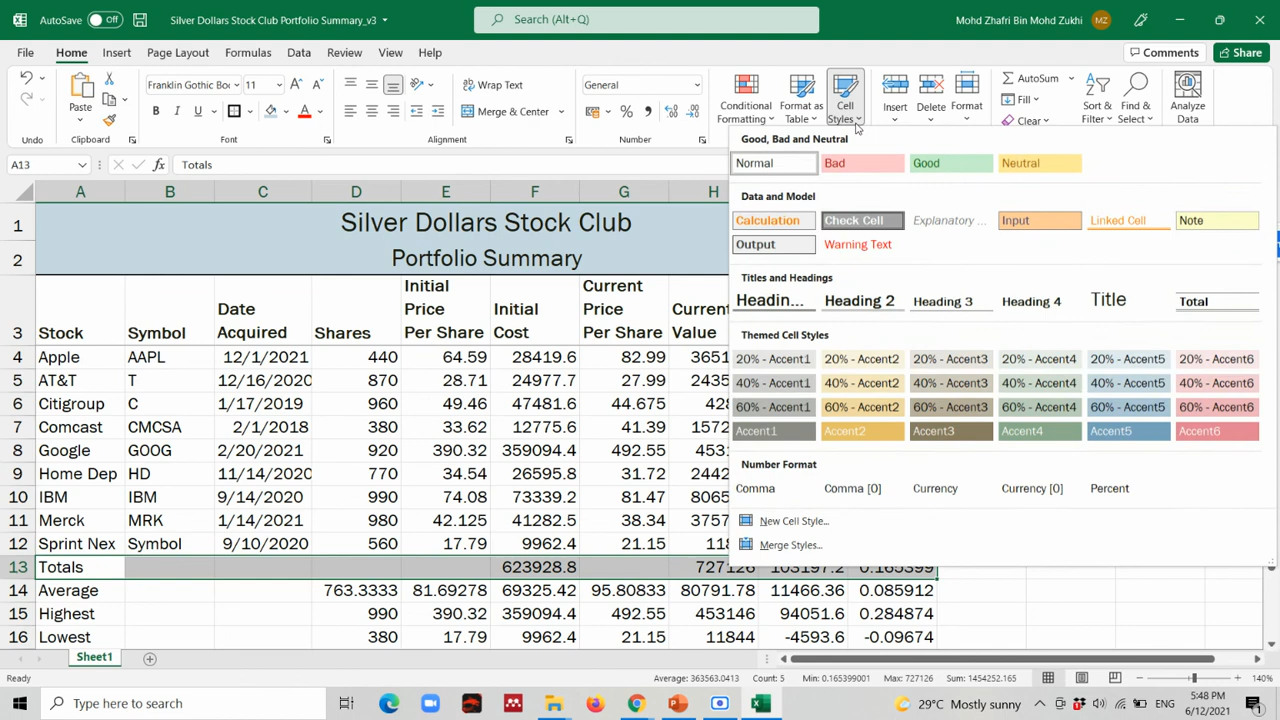 AutoSave Off Silver Dollars Stock Club Portfolio Summary_v3 Search (Alt+Q) Mohd Zhafri Bin Mohd Zukhi MZ
File Home Insert Page Layout Formulas Data Review View Help Comments Share
Paste Franklin Gothic Boo 11 Wrap Text General Conditional Formatting Format as Table Cell Styles Insert Delete Format AutoSum Sort & Filter Find & Select Analyze Data
B I U A Merge & Center % Fill
Clear
Undo Clipboard Font Alignment Number
A13 fx Totals
Good, Bad and Neutral
Normal Bad Good Neutral
Data and Model
Calculation Check Cell Explanatory ... Input Linked Cell Note
Output Warning Text
Titles and Headings
Headin... Heading 2 Heading 3 Heading 4 Title Total
Themed Cell Styles
20% - Accent1 20% - Accent2 20% - Accent3 20% - Accent4 20% - Accent5 20% - Accent6
40% - Accent1 40% - Accent2 40% - Accent3 40% - Accent4 40% - Accent5 40% - Accent6
60% - Accent1 60% - Accent2 60% - Accent3 60% - Accent4 60% - Accent5 60% - Accent6
Accent1 Accent2 Accent3 Accent4 Accent5 Accent6
Number Format
Comma Comma [0] Currency Currency [0] Percent
New Cell Style...
Merge Styles...
A B C D E F G H
1 Silver Dollars Stock Club
2 Portfolio Summary
Initial Current
Date Price Initial Price Current
3 Stock Symbol Acquired Shares Per Share Cost Per Share Value
4 Apple AAPL 12/1/2021 440 64.59 28419.6 82.99 3651
5 AT&T T 12/16/2020 870 28.71 24977.7 27.99 2435
6 Citigroup C 1/17/2019 960 49.46 47481.6 44.675 428
7 Comcast CMCSA 2/1/2018 380 33.62 12775.6 41.39 1572
8 Google GOOG 2/20/2021 920 390.32 359094.4 492.55 4531
9 Home Dep HD 11/14/2020 770 34.54 26595.8 31.72 2442
10 IBM IBM 9/14/2020 990 74.08 73339.2 81.47 8065
11 Merck MRK 1/14/2021 980 42.125 41282.5 38.34 3757
12 Sprint Nex Symbol 9/10/2020 560 17.79 9962.4 21.15 118
13 Totals 623928.8 727126 103197.2 0.165399
14 Average 763.3333 81.69278 69325.42 95.80833 80791.78 11466.36 0.085912
15 Highest 990 390.32 359094.4 492.55 453146 94051.6 0.284874
16 Lowest 380 17.79 9962.4 21.15 11844 -4593.6 -0.09674
Sheet1
Ready Average: 363563.0413 Count: 5 Min: 0.165399001 Max: 727126 Sum: 1454252.165 140%
Type here to search 29°C Mostly sunny ENG 5:48 PM
6/12/2021